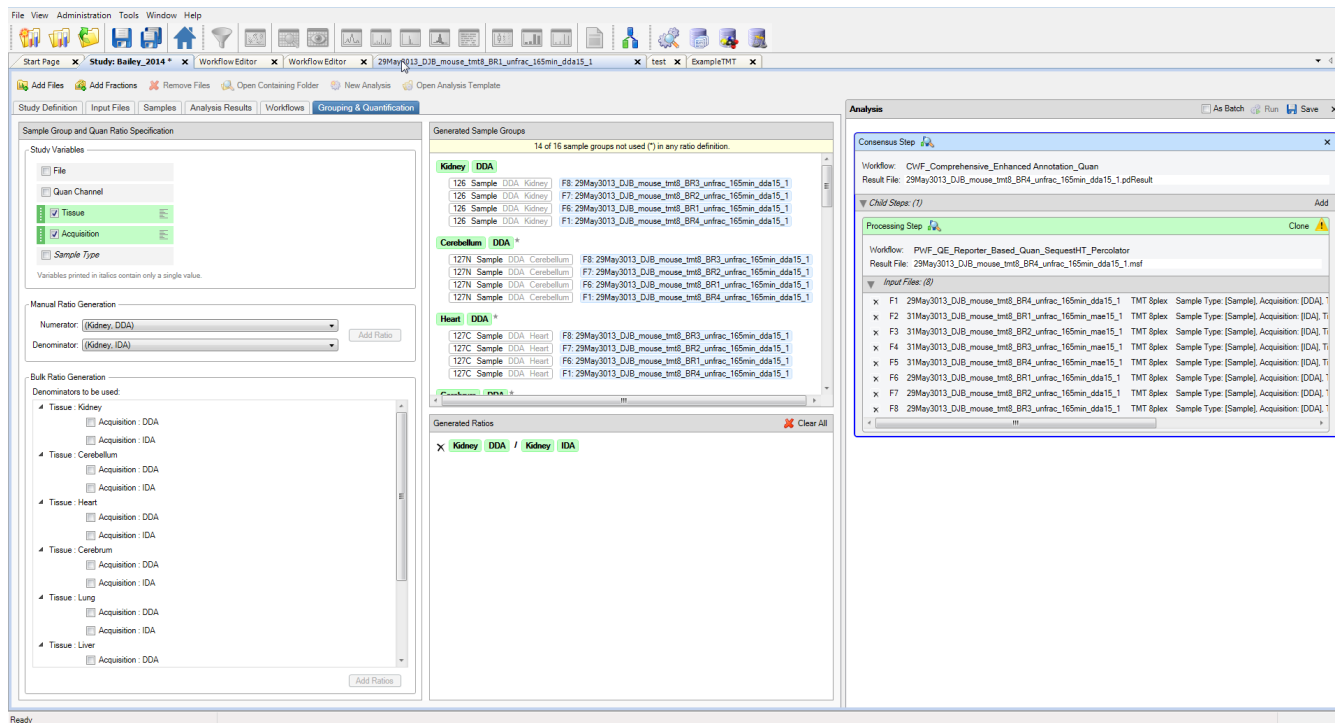 File View Administration Tools Window Help
Start Page x Study: Bailey_2014 * x WorkflowEditor x WorkflowEditor x 29May3013_DJB_mouse_tmt8_BR1_unfrac_165min_dda15_1 x test x ExampleTMT x
Add Files Add Fractions Remove Files Open Containing Folder New Analysis Open Analysis Template
Study Definition Input Files Samples Analysis Results Workflows Grouping & Quantification
Sample Group and Quan Ratio Specification
Study Variables
File
Quan Channel
Tissue
Acquisition
Sample Type
Variables printed in italics contain only a single value.
Manual Ratio Generation
Numerator: (Kidney, DDA)
Denominator: (Kidney, IDA)
Add Ratio
Bulk Ratio Generation
Denominators to be used:
Tissue : Kidney
Acquisition : DDA
Acquisition : IDA
Tissue : Cerebellum
Acquisition : DDA
Acquisition : IDA
Tissue : Heart
Acquisition : DDA
Acquisition : IDA
Tissue : Cerebrum
Acquisition : DDA
Acquisition : IDA
Tissue : Lung
Acquisition : DDA
Acquisition : IDA
Tissue : Liver
Acquisition : DDA
Add Ratios
Generated Sample Groups
14 of 16 sample groups not used (*) in any ratio definition.
Kidney DDA
126 Sample DDA Kidney F8: 29May3013_DJB_mouse_tmt8_BR3_unfrac_165min_dda15_1
126 Sample DDA Kidney F7: 29May3013_DJB_mouse_tmt8_BR2_unfrac_165min_dda15_1
126 Sample DDA Kidney F6: 29May3013_DJB_mouse_tmt8_BR1_unfrac_165min_dda15_1
126 Sample DDA Kidney F1: 29May3013_DJB_mouse_tmt8_BR4_unfrac_165min_dda15_1
Cerebellum DDA *
127N Sample DDA Cerebellum F8: 29May3013_DJB_mouse_tmt8_BR3_unfrac_165min_dda15_1
127N Sample DDA Cerebellum F7: 29May3013_DJB_mouse_tmt8_BR2_unfrac_165min_dda15_1
127N Sample DDA Cerebellum F6: 29May3013_DJB_mouse_tmt8_BR1_unfrac_165min_dda15_1
127N Sample DDA Cerebellum F1: 29May3013_DJB_mouse_tmt8_BR4_unfrac_165min_dda15_1
Heart DDA *
127C Sample DDA Heart F8: 29May3013_DJB_mouse_tmt8_BR3_unfrac_165min_dda15_1
127C Sample DDA Heart F7: 29May3013_DJB_mouse_tmt8_BR2_unfrac_165min_dda15_1
127C Sample DDA Heart F6: 29May3013_DJB_mouse_tmt8_BR1_unfrac_165min_dda15_1
127C Sample DDA Heart F1: 29May3013_DJB_mouse_tmt8_BR4_unfrac_165min_dda15_1
Cerebrum DDA *
Generated Ratios Clear All
x Kidney DDA / Kidney IDA
Analysis As Batch Run Save x
Consensus Step x
Workflow: CWF_Comprehensive_Enhanced Annotation_Quan
Result File: 29May3013_DJB_mouse_tmt8_BR4_unfrac_165min_dda15_1.pdResult
Child Steps: (1) Add
Processing Step Clone
Workflow: PWF_QE_Reporter_Based_Quan_SequestHT_Percolator
Result File: 29May3013_DJB_mouse_tmt8_BR4_unfrac_165min_dda15_1.msf
Input Files: (8)
x F1 29May3013_DJB_mouse_tmt8_BR4_unfrac_165min_dda15_1 TMT 8plex Sample Type: [Sample], Acquisition: [DDA], T
x F2 31May3013_DJB_mouse_tmt8_BR1_unfrac_165min_mae15_1 TMT 8plex Sample Type: [Sample], Acquisition: [IDA], Ti
x F3 31May3013_DJB_mouse_tmt8_BR2_unfrac_165min_mae15_1 TMT 8plex Sample Type: [Sample], Acquisition: [IDA], Ti
x F4 31May3013_DJB_mouse_tmt8_BR3_unfrac_165min_mae15_1 TMT 8plex Sample Type: [Sample], Acquisition: [IDA], Ti
x F5 31May3013_DJB_mouse_tmt8_BR4_unfrac_165min_mae15_1 TMT 8plex Sample Type: [Sample], Acquisition: [IDA], Ti
x F6 29May3013_DJB_mouse_tmt8_BR1_unfrac_165min_dda15_1 TMT 8plex Sample Type: [Sample], Acquisition: [DDA], T
x F7 29May3013_DJB_mouse_tmt8_BR2_unfrac_165min_dda15_1 TMT 8plex Sample Type: [Sample], Acquisition: [DDA], T
x F8 29May3013_DJB_mouse_tmt8_BR3_unfrac_165min_dda15_1 TMT 8plex Sample Type: [Sample], Acquisition: [DDA], T
Ready